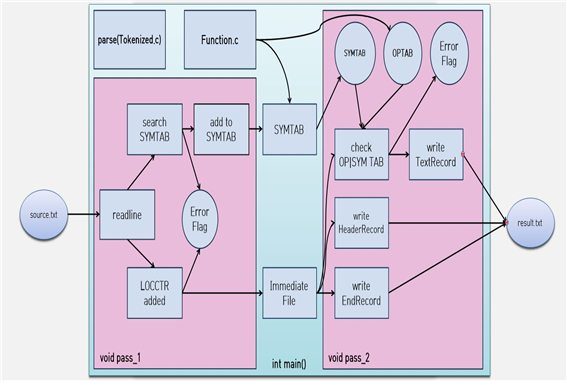 parse(Tokenized.c)
Function.c
SYMTAB
OPTAB
Error
Flag
search
SYMTAB
add to
SYMTAB
SYMTAB
check
OP|SYM TAB
write
TextRecord
source.txt
readline
Error
Flag
write
HeaderRecord
result.txt
LOCCTR
added
Immediate
File
write
EndRecord
void pass_1
int main()
void pass_2